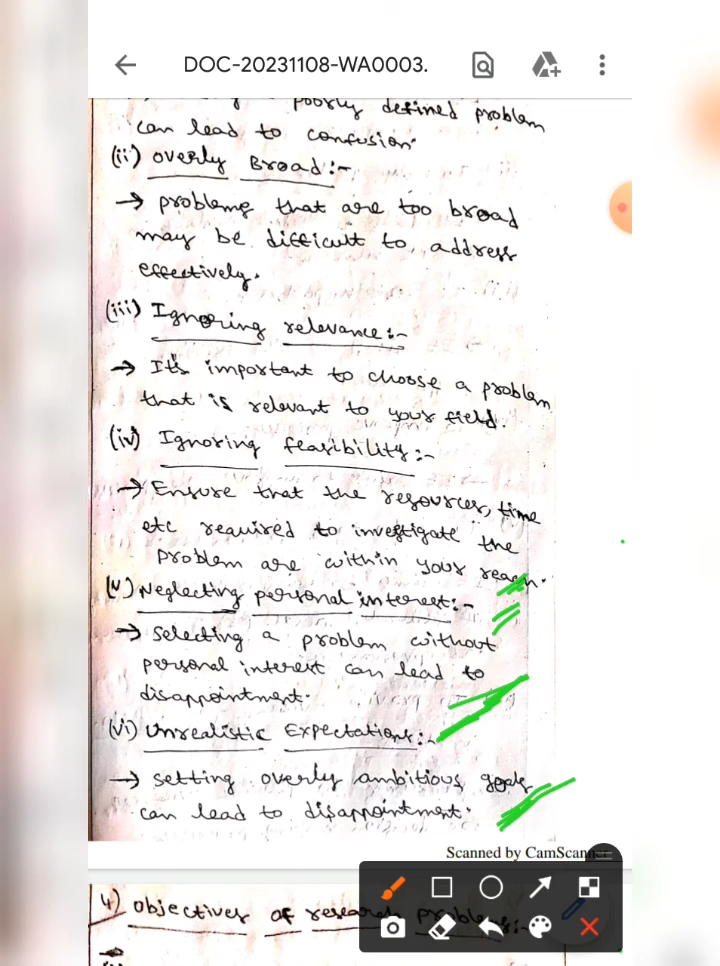 DOC-20231108-WA0003.
poorly defined problem
can lead to confusion.
(ii) overly Broad:-
→ problems that are too broad
may be difficult to address
effectively.
(iii) Ignoring relevance:-
→ It's important to choose a problem
that is relevant to your field.
(iv) Ignoring feasibility:-
→ Ensure that the resources, time
etc required to investigate the
problem are within your reach.
(v) Neglecting personal interest:-
→ selecting a problem without
personal interest can lead to
disappointment.
(vi) Unrealistic Expectations:-
→ setting overly ambitious goals
can lead to disappointment.
Scanned by CamScanner
4) objectives of research problems:-
→